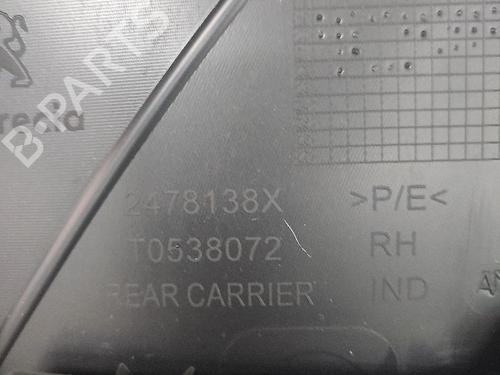 B-PARTS
2478138X >P/E<
T0538072 RH
REAR CARRIER IND